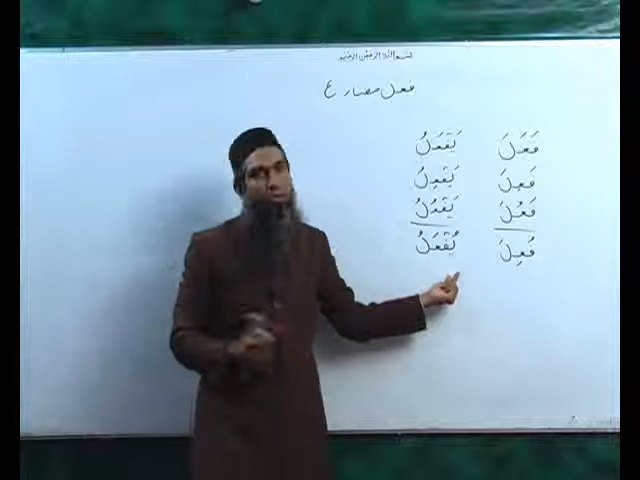 بسم الله الرحمن الرحيم
فعل مضارع
فَعَلَ يَفْعَلُ
فَعِلَ يَفْعِلُ
فَعُلَ يَفْعُلُ
فُعِلَ يُفْعَلُ